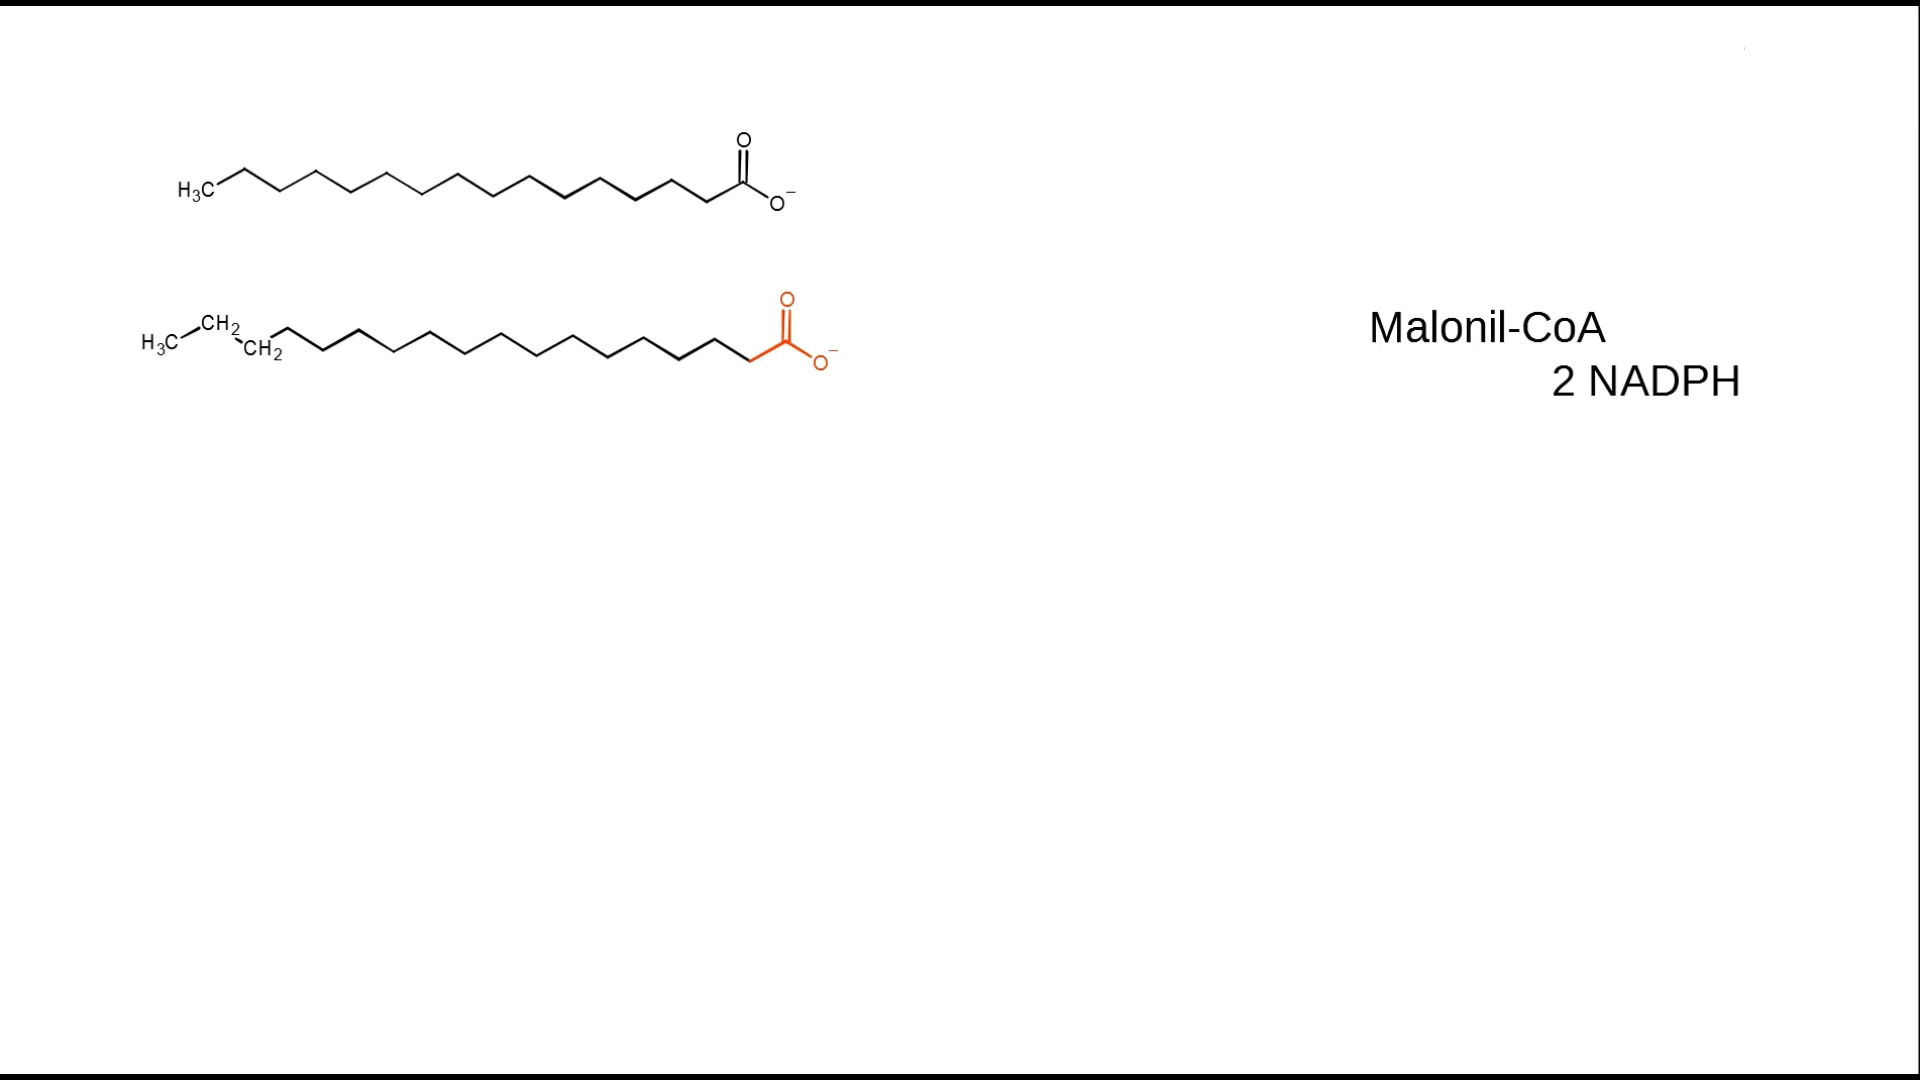 O
H₃C
O⁻
O
H₃C CH₂
CH₂
O⁻
Malonil-CoA
2 NADPH